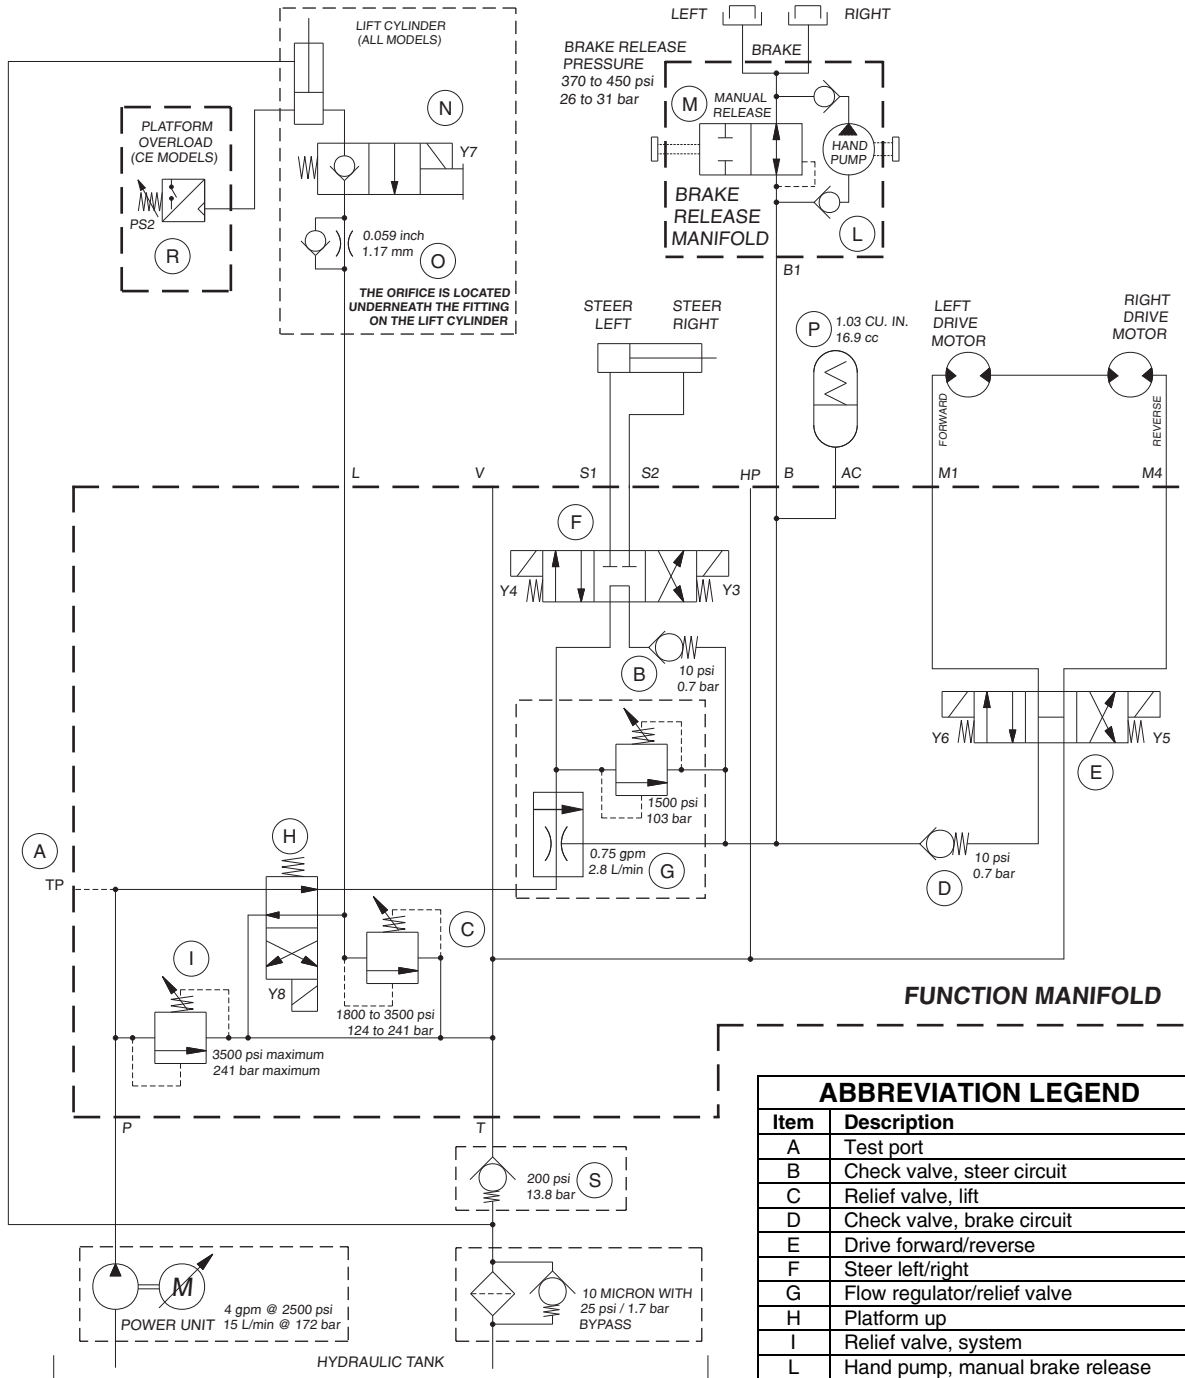 LEFT
RIGHT
LIFT CYLINDER
(ALL MODELS)
BRAKE
BRAKE RELEASE
PRESSURE
370 to 450 psi
26 to 31 bar
N
M
MANUAL
RELEASE
PLATFORM
OVERLOAD
(CE MODELS)
HAND
PUMP
Y7
BRAKE
RELEASE
MANIFOLD
PS2
0.059 inch
1.17 mm
L
R
O
B1
THE ORIFICE IS LOCATED
UNDERNEATH THE FITTING
ON THE LIFT CYLINDER
STEER
LEFT
STEER
RIGHT
P
1.03 CU. IN.
16.9 cc
LEFT
DRIVE
MOTOR
RIGHT
DRIVE
MOTOR
FORWARD
REVERSE
L
V
S1
S2
HP
B
AC
M1
M4
F
Y4
Y3
B
10 psi
0.7 bar
Y6
Y5
E
1500 psi
103 bar
H
A
TP
0.75 gpm
2.8 L/min
G
10 psi
0.7 bar
D
C
I
Y8
1800 to 3500 psi
124 to 241 bar
FUNCTION MANIFOLD
3500 psi maximum
241 bar maximum
P
T
200 psi
13.8 bar
S
M
POWER UNIT
4 gpm @ 2500 psi
15 L/min @ 172 bar
10 MICRON WITH
25 psi / 1.7 bar
BYPASS
HYDRAULIC TANK
ABBREVIATION LEGEND
Item Description
A Test port
B Check valve, steer circuit
C Relief valve, lift
D Check valve, brake circuit
E Drive forward/reverse
F Steer left/right
G Flow regulator/relief valve
H Platform up
I Relief valve, system
L Hand pump, manual brake release